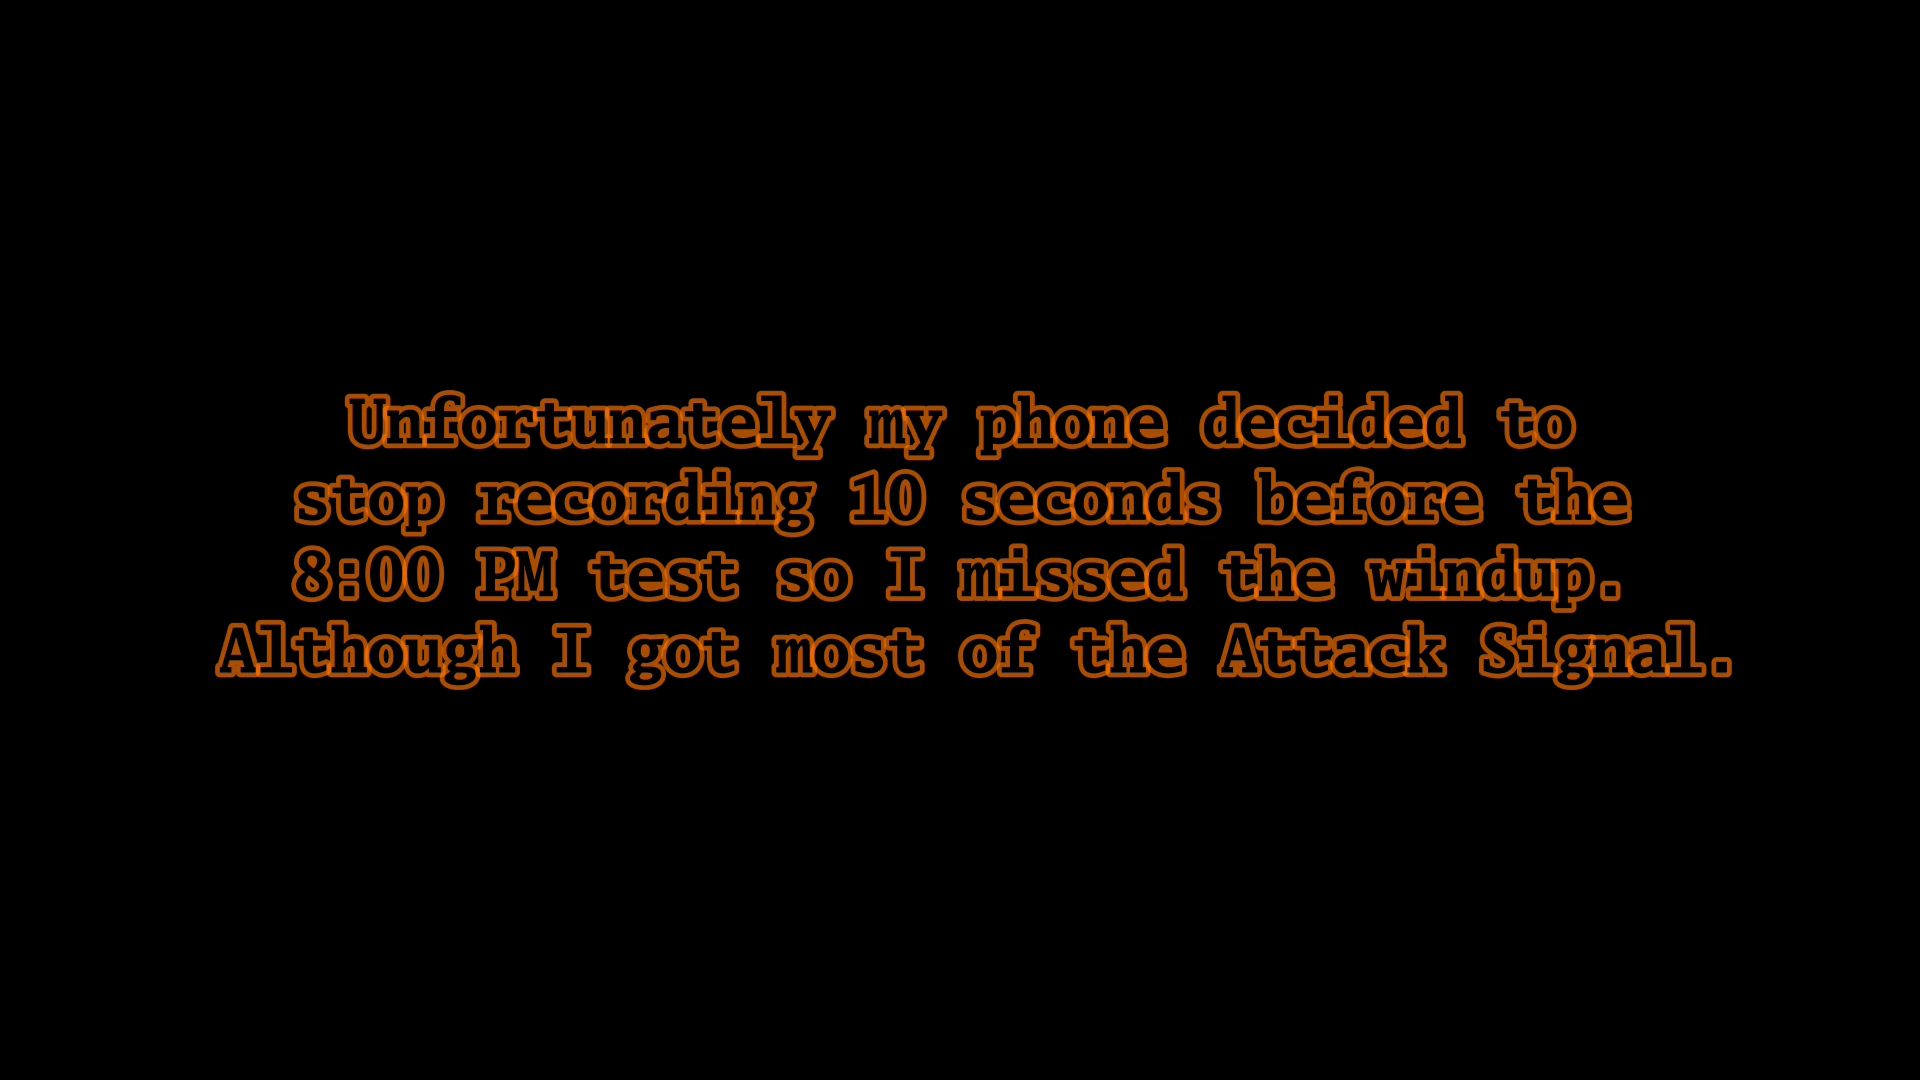 Unfortunately my phone decided to
stop recording 10 seconds before the
8:00 PM test so I missed the windup.
Although I got most of the Attack Signal.